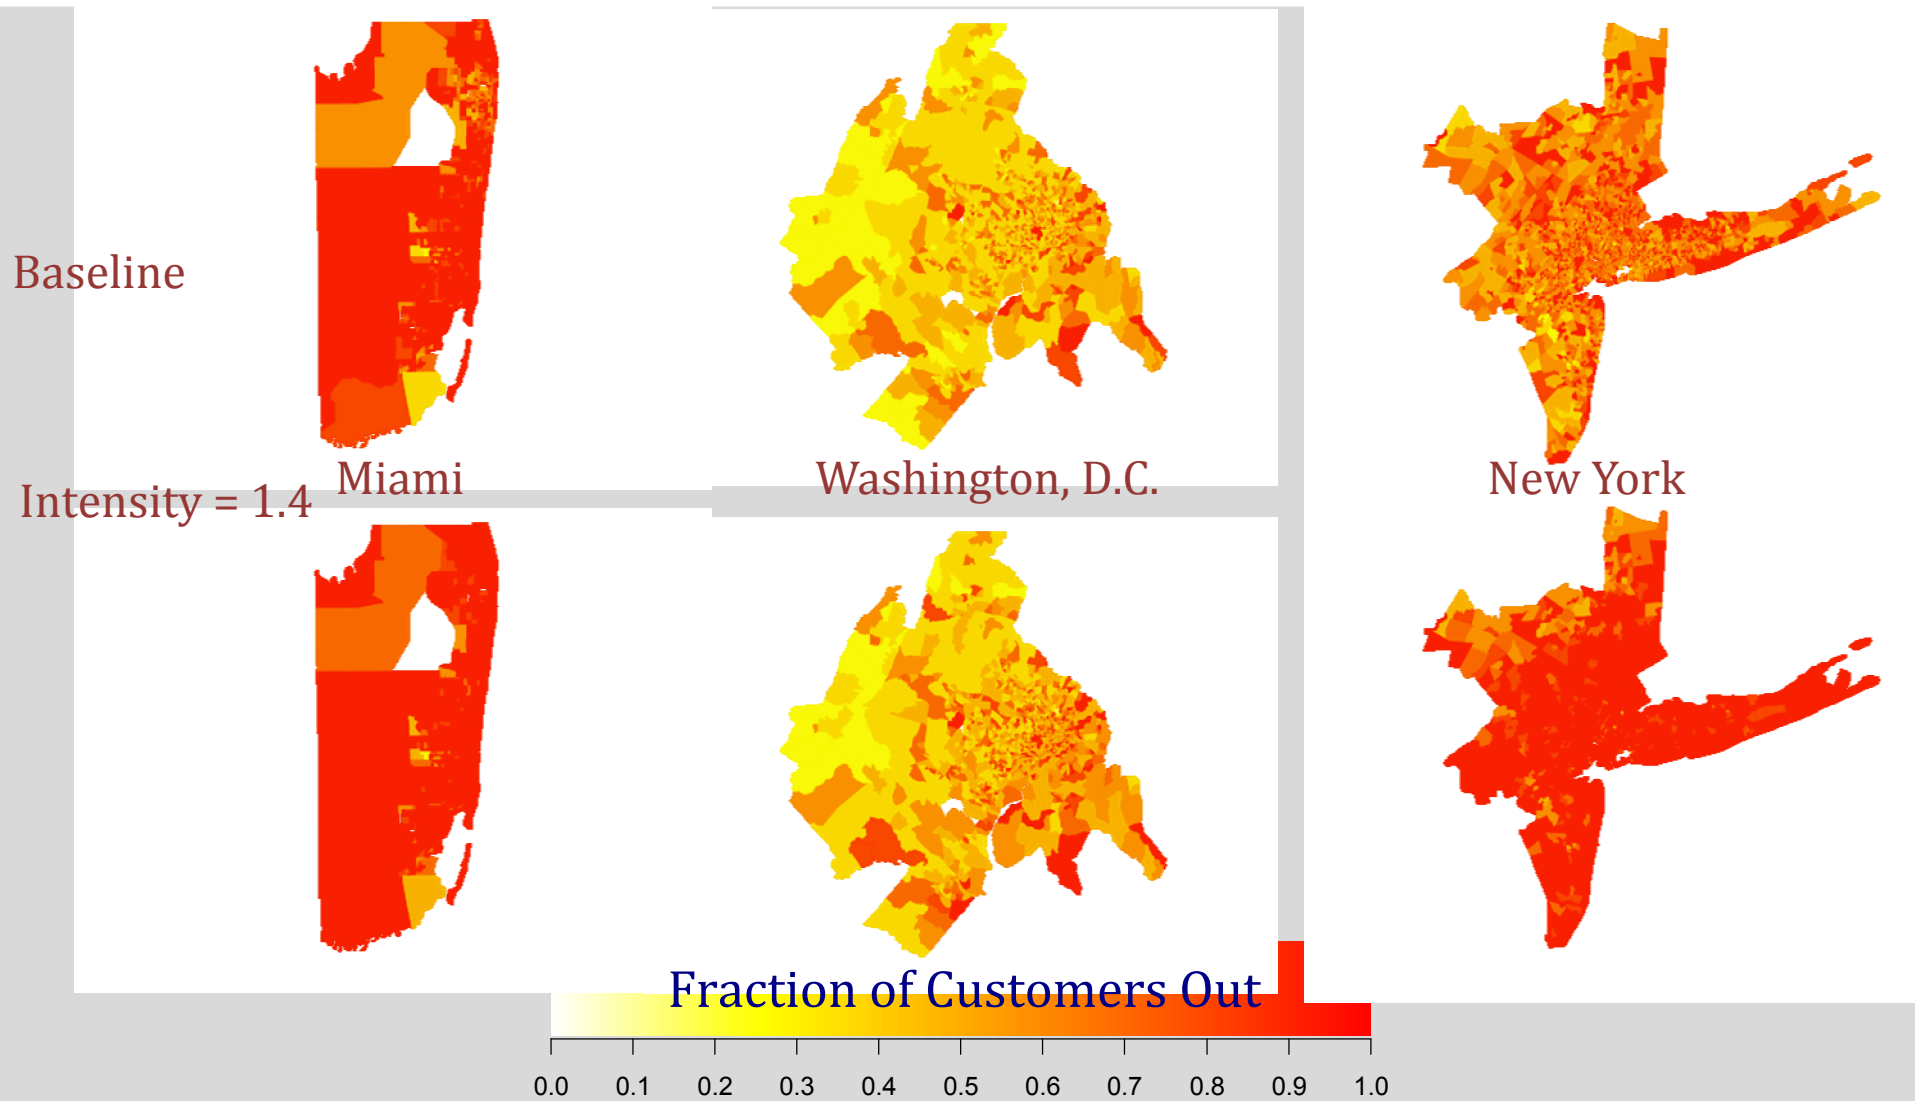 Baseline
Miami
Washington, D.C.
New York
Intensity = 1.4
Fraction of Customers Out
0.0 0.1 0.2 0.3 0.4 0.5 0.6 0.7 0.8 0.9 1.0